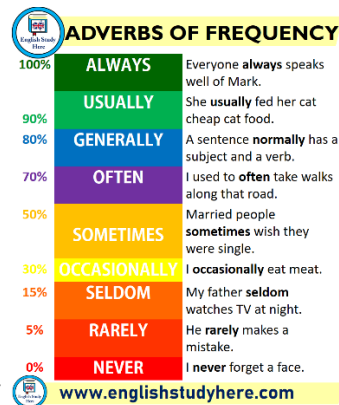 English Study
Here
ADVERBS OF FREQUENCY
100% ALWAYS Everyone always speaks
well of Mark.
90% USUALLY She usually fed her cat
cheap cat food.
80% GENERALLY A sentence normally has a
subject and a verb.
70% OFTEN I used to often take walks
along that road.
50% SOMETIMES Married people
sometimes wish they
were single.
30% OCCASIONALLY I occasionally eat meat.
15% SELDOM My father seldom
watches TV at night.
5% RARELY He rarely makes a
mistake.
0% NEVER I never forget a face.
English Study
Here
www.englishstudyhere.com